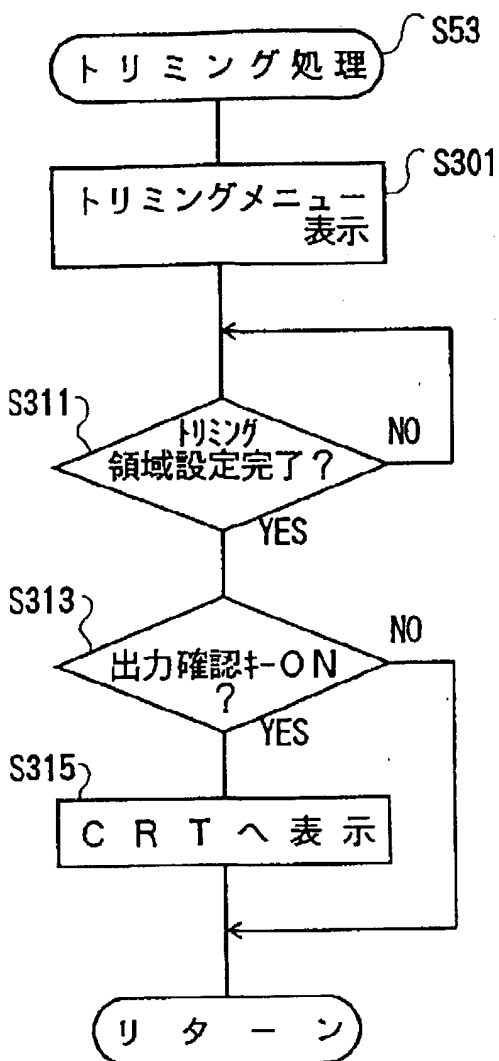 S53
トリミング処理
S301
トリミングメニュー
表示
S311
トリミング
領域設定完了?
NO
YES
S313
出力確認キーON
?
NO
YES
S315
CRTへ表示
リターン